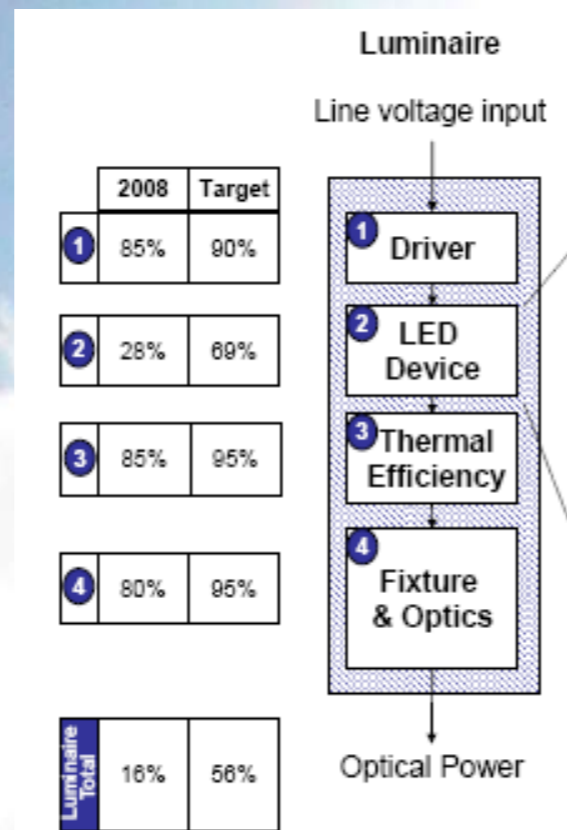 Luminaire
Line voltage input
2008 Target
1 85% 90%
1 Driver
2 28% 69%
2 LED
Device
3 85% 95%
3 Thermal
Efficiency
4 80% 95%
4 Fixture
& Optics
Luminaire
Total
16% 56%
Optical Power